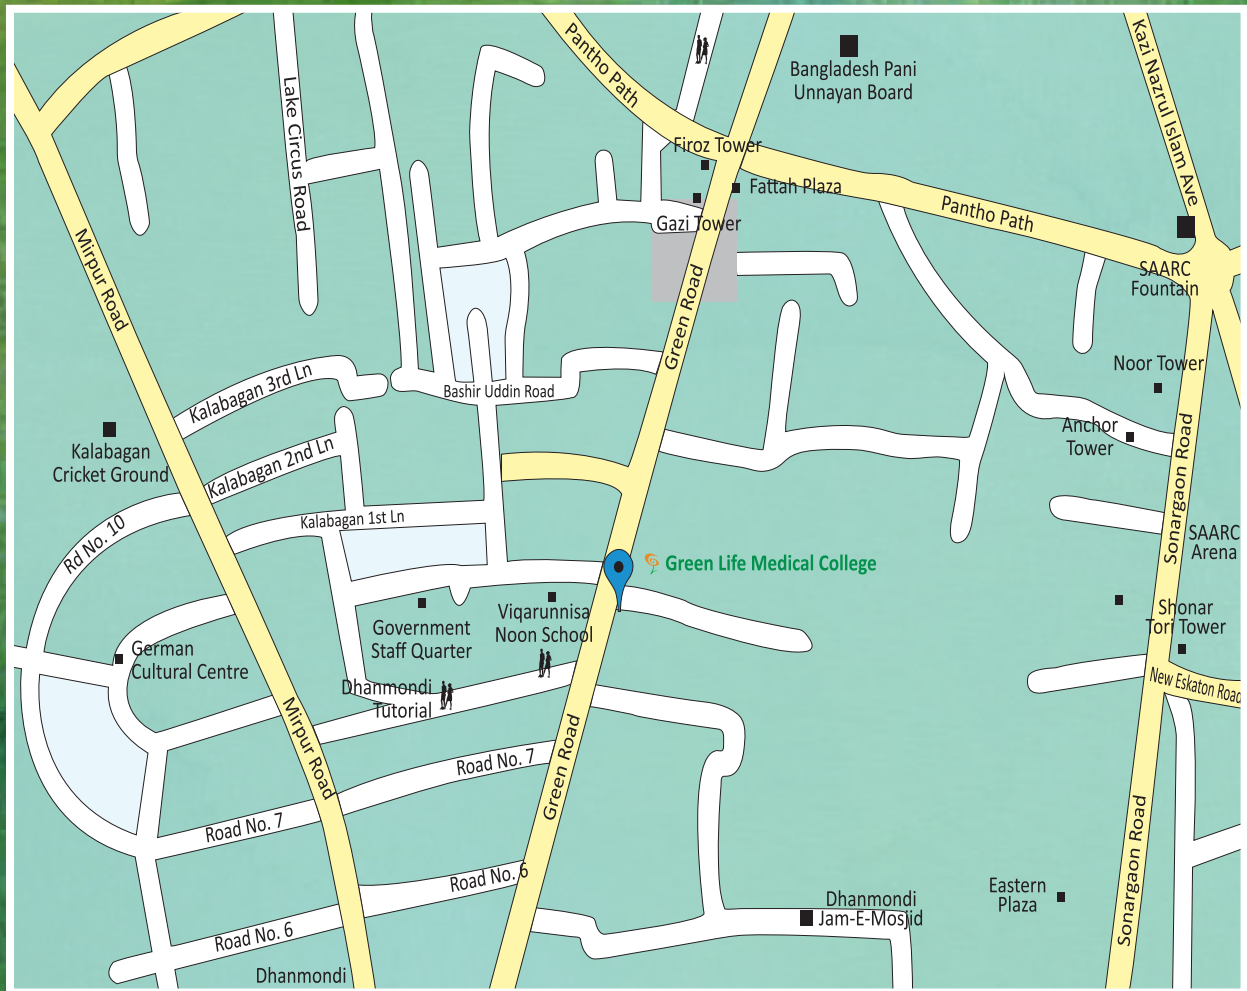 Pantho Path
Kazi Nazrul Islam Ave
Bangladesh Pani
Unnayan Board
Lake Circus Road
Firoz Tower
Fattah Plaza
Gazi Tower
Pantho Path
Mirpur Road
SAARC
Fountain
Green Road
Noor Tower
Kalabagan 3rd Ln
Bashir Uddin Road
Kalabagan
Cricket Ground
Kalabagan 2nd Ln
Anchor
Tower
Sonargaon Road
Kalabagan 1st Ln
Rd No. 10
SAARC
Arena
Green Life Medical College
Viqarunnisa
Noon School
Government
Staff Quarter
Shonar
Tori Tower
German
Cultural Centre
New Eskaton Road
Dhanmondi
Tutorial
Mirpur Road
Green Road
Road No. 7
Road No. 7
Sonargaon Road
Road No. 6
Eastern
Plaza
Dhanmondi
Jam-E-Mosjid
Road No. 6
Dhanmondi